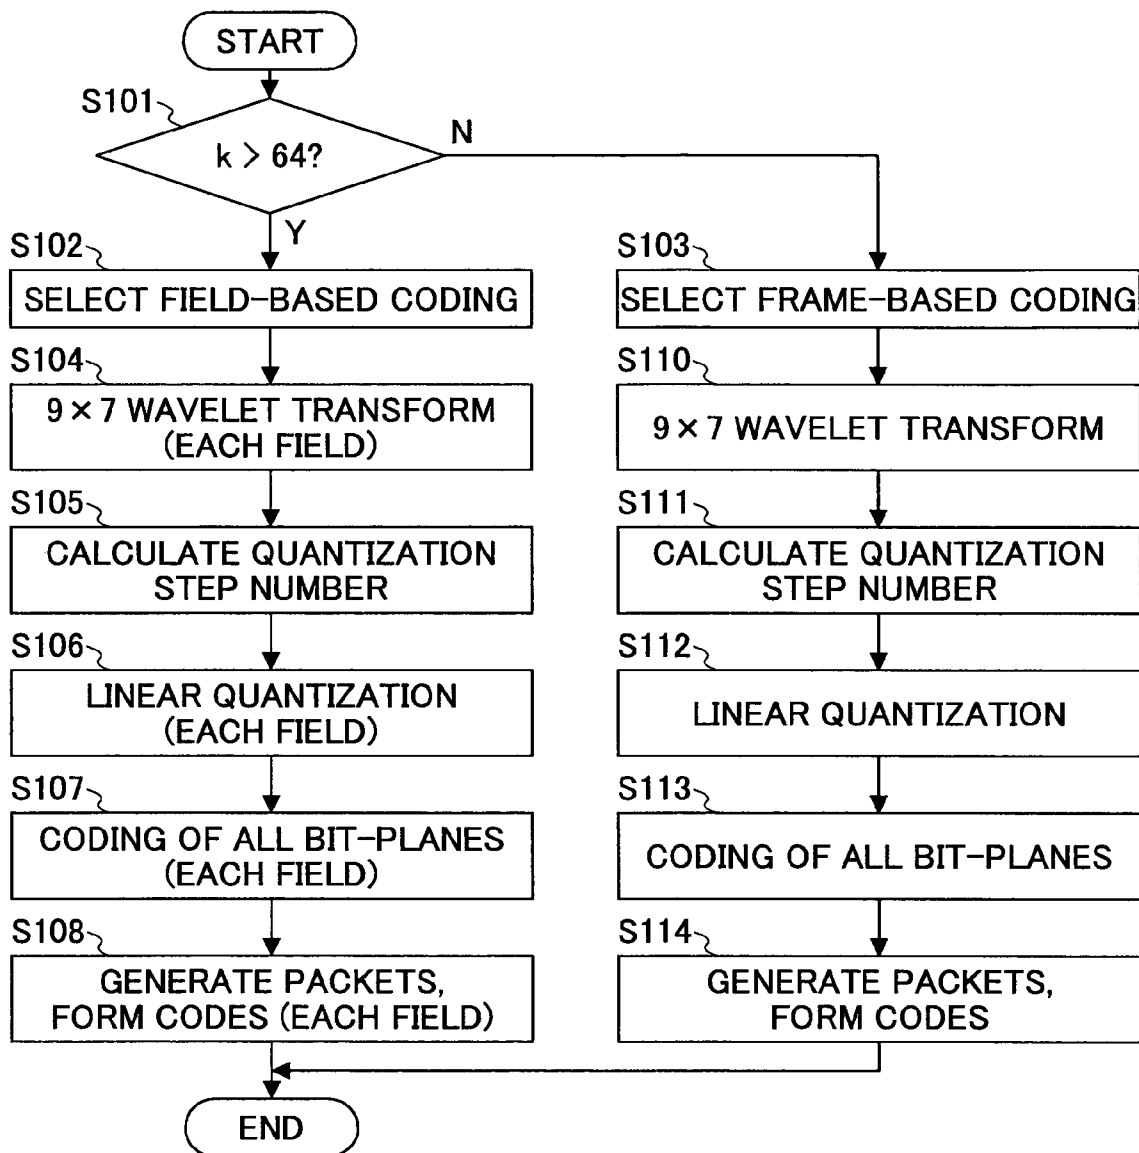 START
S101
k > 64?
N
Y
S102
SELECT FIELD-BASED CODING
S104
9 × 7 WAVELET TRANSFORM
(EACH FIELD)
S105
CALCULATE QUANTIZATION
STEP NUMBER
S106
LINEAR QUANTIZATION
(EACH FIELD)
S107
CODING OF ALL BIT-PLANES
(EACH FIELD)
S108
GENERATE PACKETS,
FORM CODES (EACH FIELD)
S103
SELECT FRAME-BASED CODING
S110
9 × 7 WAVELET TRANSFORM
S111
CALCULATE QUANTIZATION
STEP NUMBER
S112
LINEAR QUANTIZATION
S113
CODING OF ALL BIT-PLANES
S114
GENERATE PACKETS,
FORM CODES
END